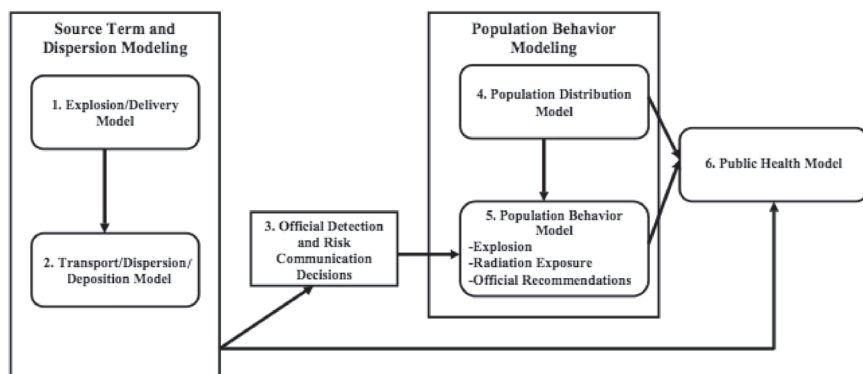 Source Term and
Dispersion Modeling
1. Explosion/Delivery
Model
2. Transport/Dispersion/
Deposition Model
3. Official Detection
and Risk
Communication
Decisions
Population Behavior
Modeling
4. Population Distribution
Model
5. Population Behavior
Model
-Explosion
-Radiation Exposure
-Official Recommendations
6. Public Health Model